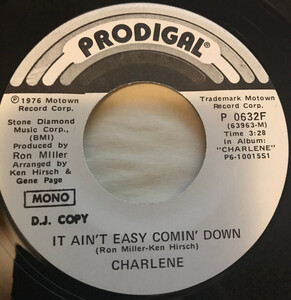 PRODIGAL®
℗ 1976 Motown
Record Corp.
Stone Diamond
Music Corp.,
(BMI)
Produced by
Ron Miller
Arranged by
Ken Hirsch &
Gene Page
MONO
D.J. COPY
Trademark Motown
Record Corp.
P 0632F
(63963-M)
Time 3:28
In Album:
"CHARLENE"
P6-10015S1
IT AIN'T EASY COMIN' DOWN
(Ron Miller-Ken Hirsch)
CHARLENE